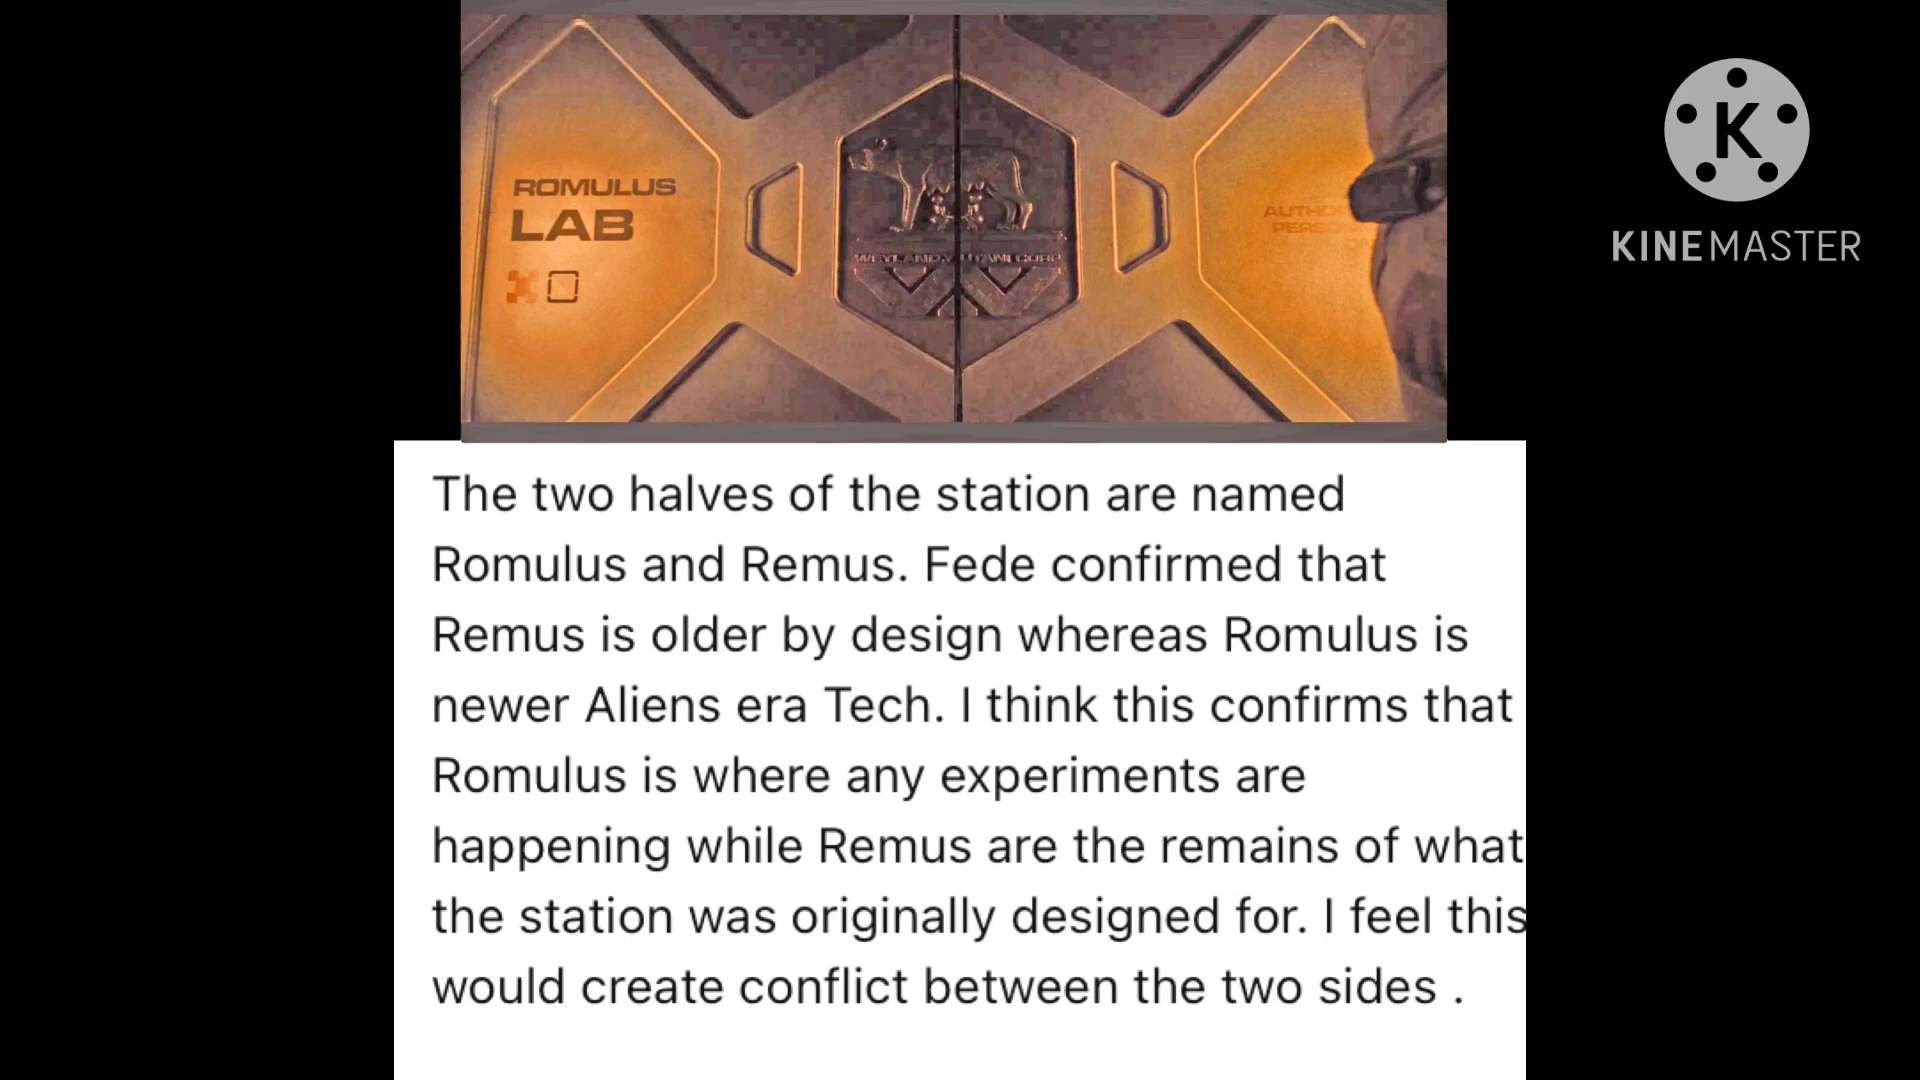 ROMULUS
LAB
WEYLAND-YUTANI CORP
K
KINEMASTER
The two halves of the station are named
Romulus and Remus. Fede confirmed that
Remus is older by design whereas Romulus is
newer Aliens era Tech. I think this confirms that
Romulus is where any experiments are
happening while Remus are the remains of what
the station was originally designed for. I feel this
would create conflict between the two sides .